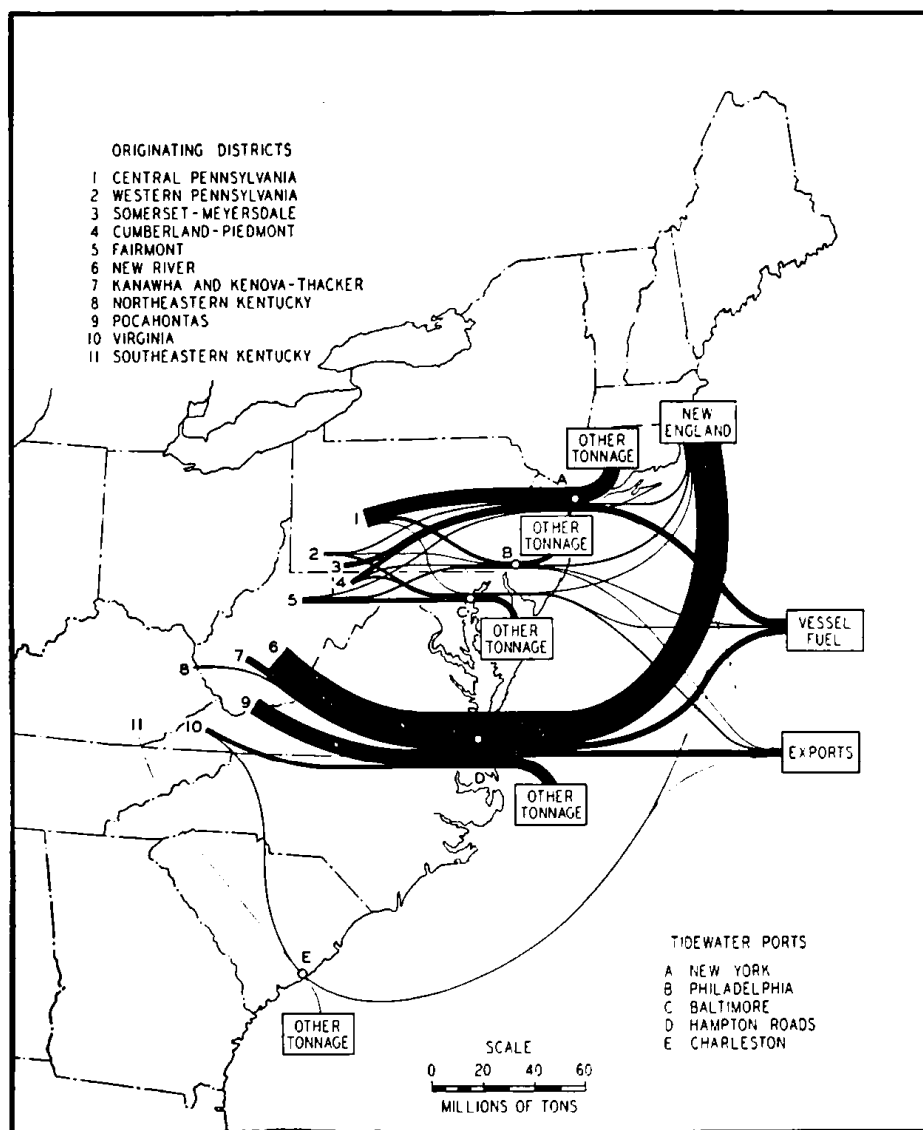 ORIGINATING DISTRICTS
1 CENTRAL PENNSYLVANIA
2 WESTERN PENNSYLVANIA
3 SOMERSET-MEYERSDALE
4 CUMBERLAND-PIEDMONT
5 FAIRMONT
6 NEW RIVER
7 KANAWHA AND KENOVA-THACKER
8 NORTHEASTERN KENTUCKY
9 POCAHONTAS
10 VIRGINIA
11 SOUTHEASTERN KENTUCKY
NEW
ENGLAND
OTHER
TONNAGE
A
1
OTHER
TONNAGE
2
B
3
4
5
C
OTHER
TONNAGE
VESSEL
FUEL
6
7
8
9
10
11
EXPORTS
D
OTHER
TONNAGE
E
OTHER
TONNAGE
TIDEWATER PORTS
A NEW YORK
B PHILADELPHIA
C BALTIMORE
D HAMPTON ROADS
E CHARLESTON
SCALE
0 20 40 60
MILLIONS OF TONS